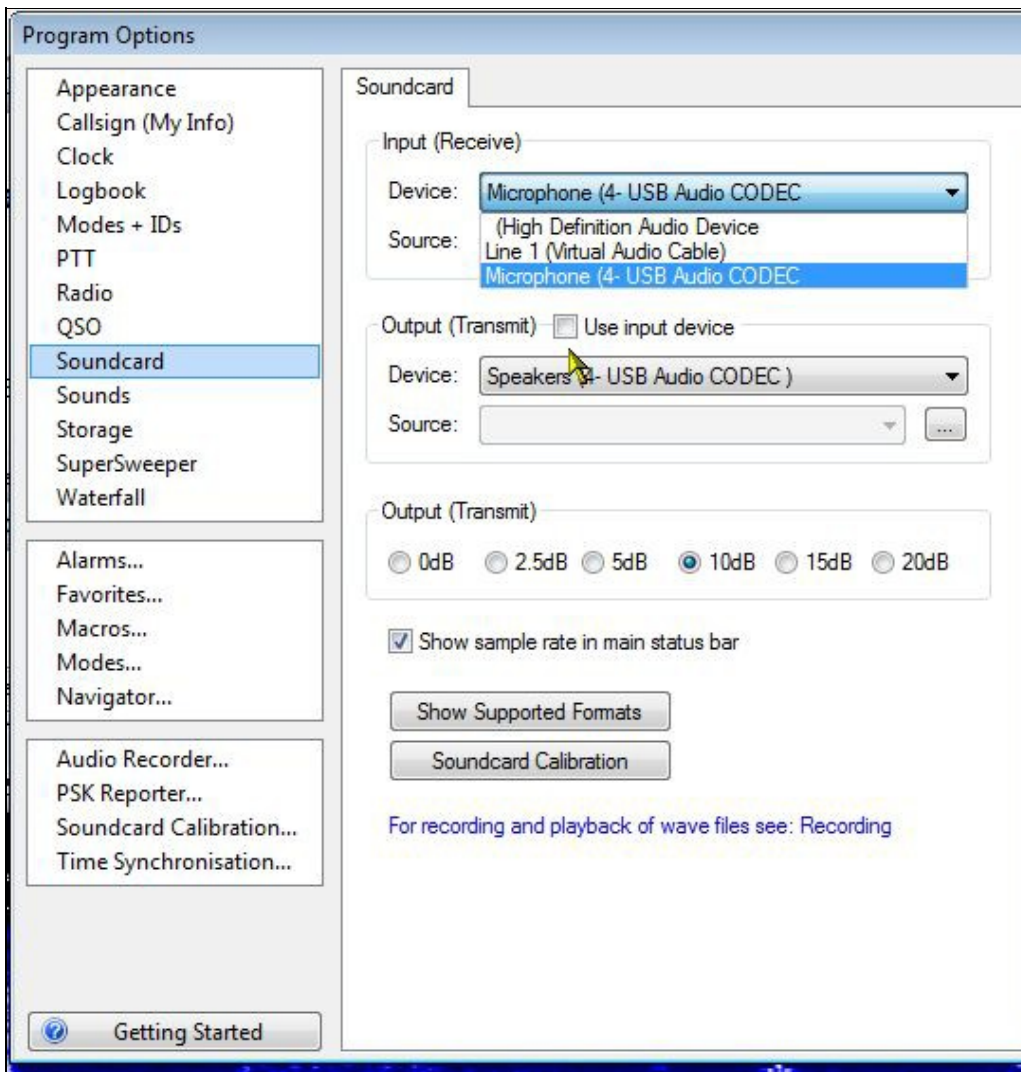 Program Options
Appearance
Callsign (My Info)
Clock
Logbook
Modes + IDs
PTT
Radio
QSO
Soundcard
Sounds
Storage
SuperSweeper
Waterfall
Alarms...
Favorites...
Macros...
Modes...
Navigator...
Audio Recorder...
PSK Reporter...
Soundcard Calibration...
Time Synchronisation...
Getting Started
Soundcard
Input (Receive)
Device: Microphone (4- USB Audio CODEC
(High Definition Audio Device
Source: Line 1 (Virtual Audio Cable)
Microphone (4- USB Audio CODEC
Output (Transmit) Use input device
Device: Speakers (4- USB Audio CODEC )
Source: ...
Output (Transmit)
0dB 2.5dB 5dB 10dB 15dB 20dB
Show sample rate in main status bar
Show Supported Formats
Soundcard Calibration
For recording and playback of wave files see: Recording